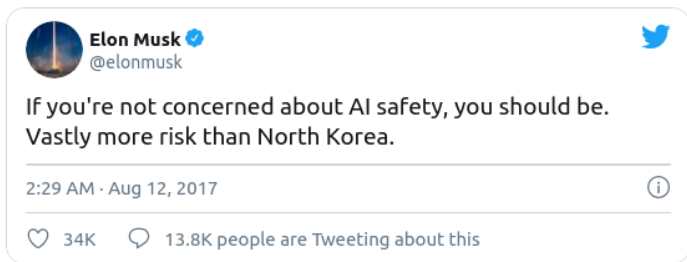 Elon Musk
@elonmusk
If you're not concerned about AI safety, you should be.
Vastly more risk than North Korea.
2:29 AM · Aug 12, 2017
34K 13.8K people are Tweeting about this